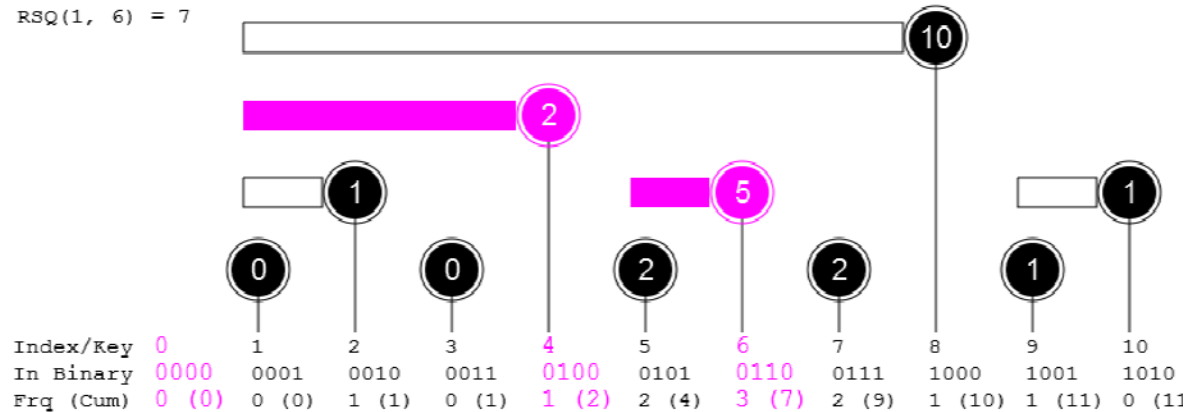 RSQ(1, 6) = 7
10
2
1 5 1
0 0 2 2 1
Index/Key 0 1 2 3 4 5 6 7 8 9 10
In Binary 0000 0001 0010 0011 0100 0101 0110 0111 1000 1001 1010
Frq (Cum) 0 (0) 0 (0) 1 (1) 0 (1) 1 (2) 2 (4) 3 (7) 2 (9) 1 (10) 1 (11) 0 (11